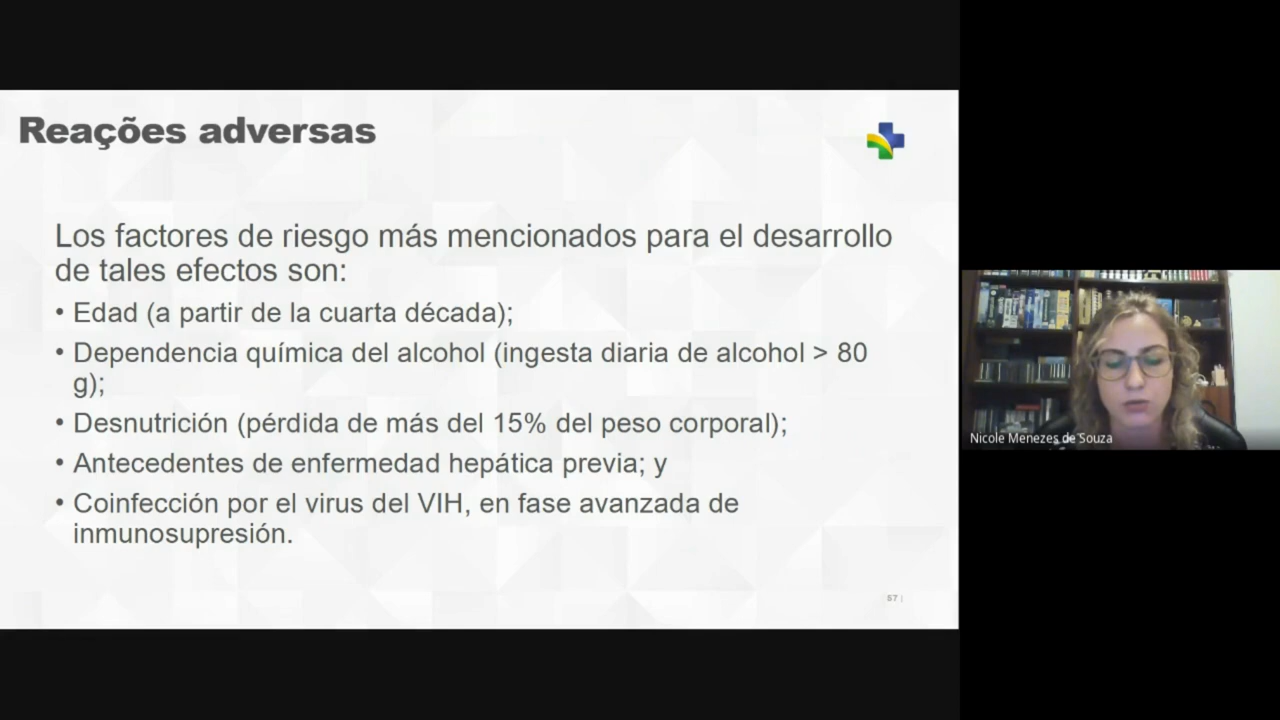 Reações adversas
Los factores de riesgo más mencionados para el desarrollo
de tales efectos son:
• Edad (a partir de la cuarta década);
• Dependencia química del alcohol (ingesta diaria de alcohol > 80
g);
• Desnutrición (pérdida de más del 15% del peso corporal);
• Antecedentes de enfermedad hepática previa; y
• Coinfección por el virus del VIH, en fase avanzada de
inmunosupresión.
57 |
Nicole Menezes de Souza